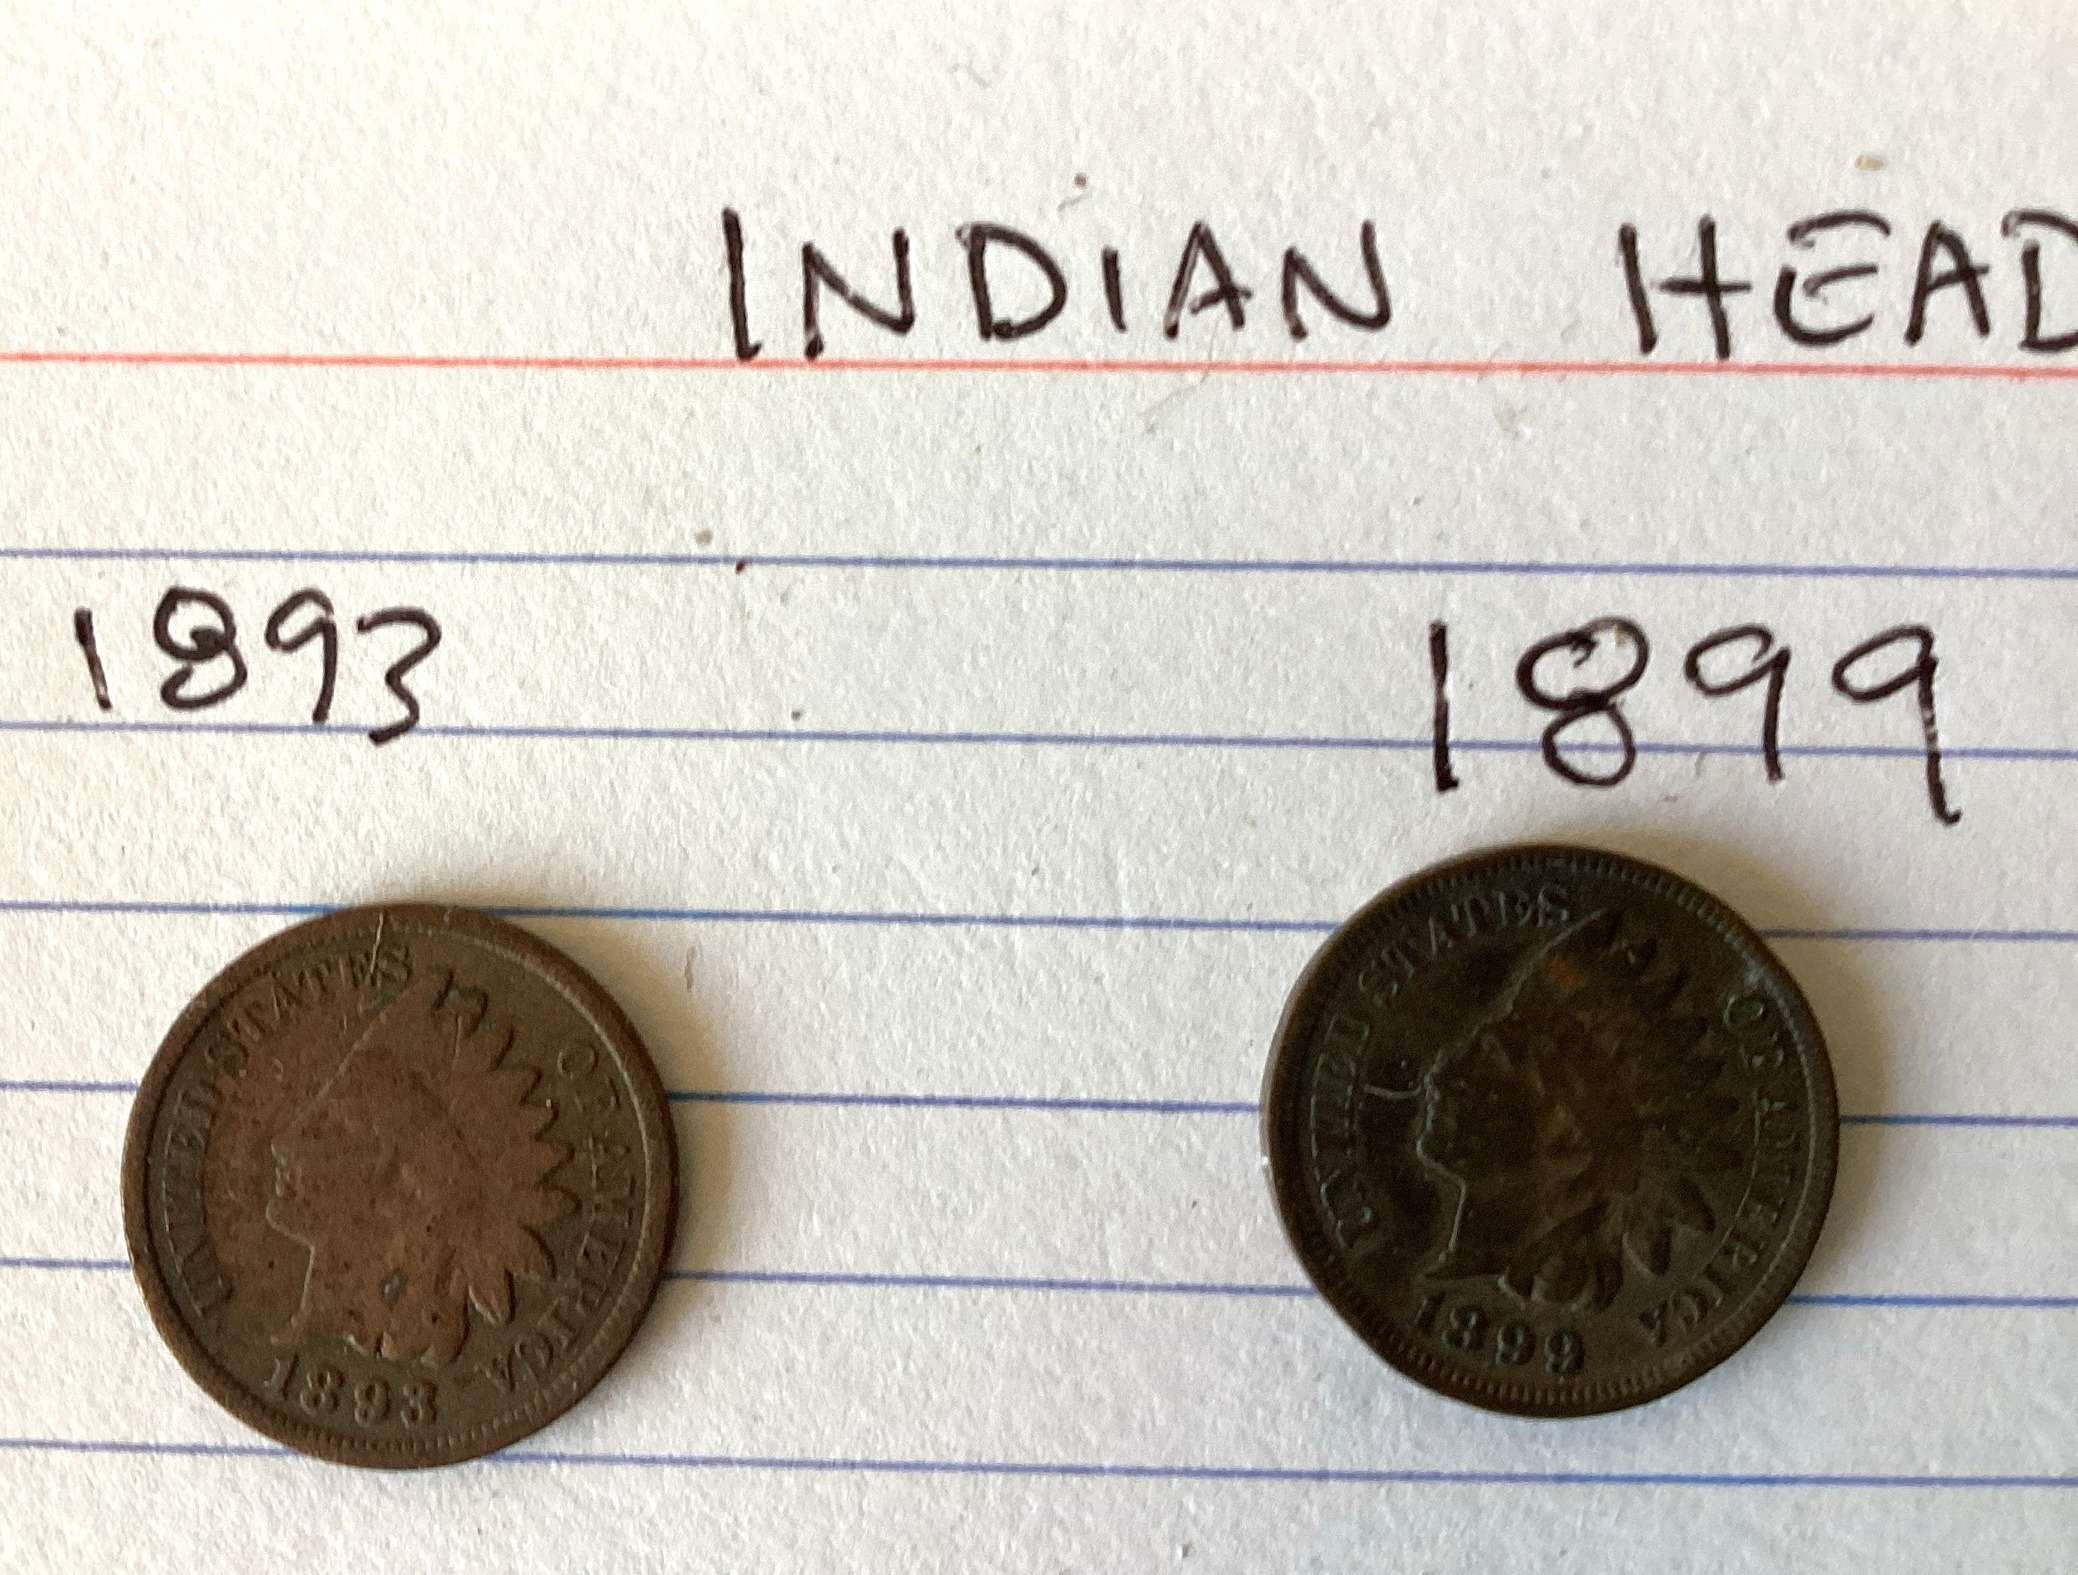 INDIAN HEAD
1893 1899
UNITED STATES OF AMERICA
1893
UNITED STATES OF AMERICA
1899